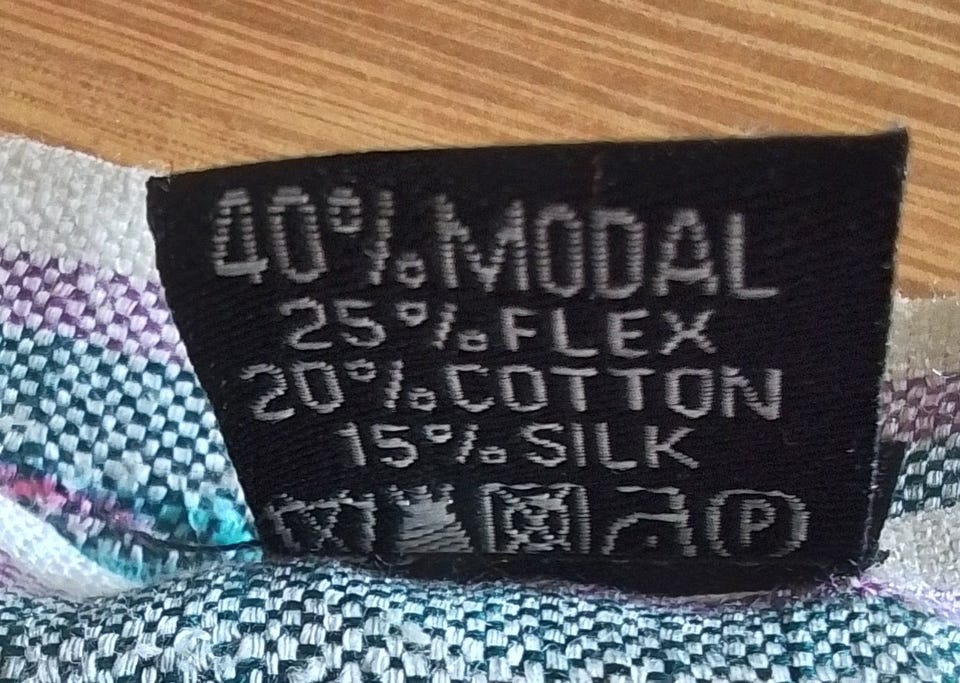 40% MODAL
25% FLEX
20% COTTON
15% SILK
P